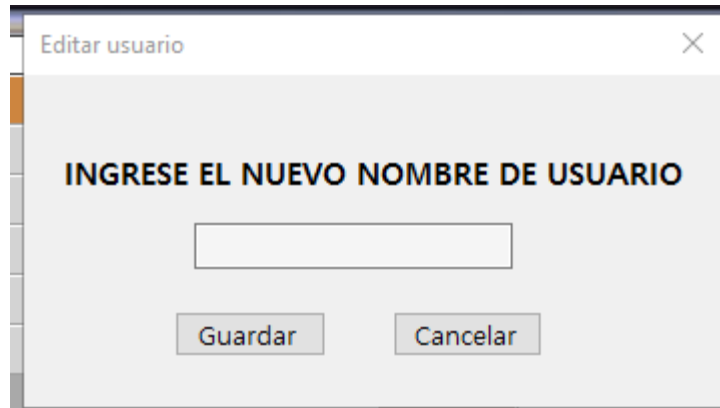 Editar usuario
INGRESE EL NUEVO NOMBRE DE USUARIO
Guardar Cancelar